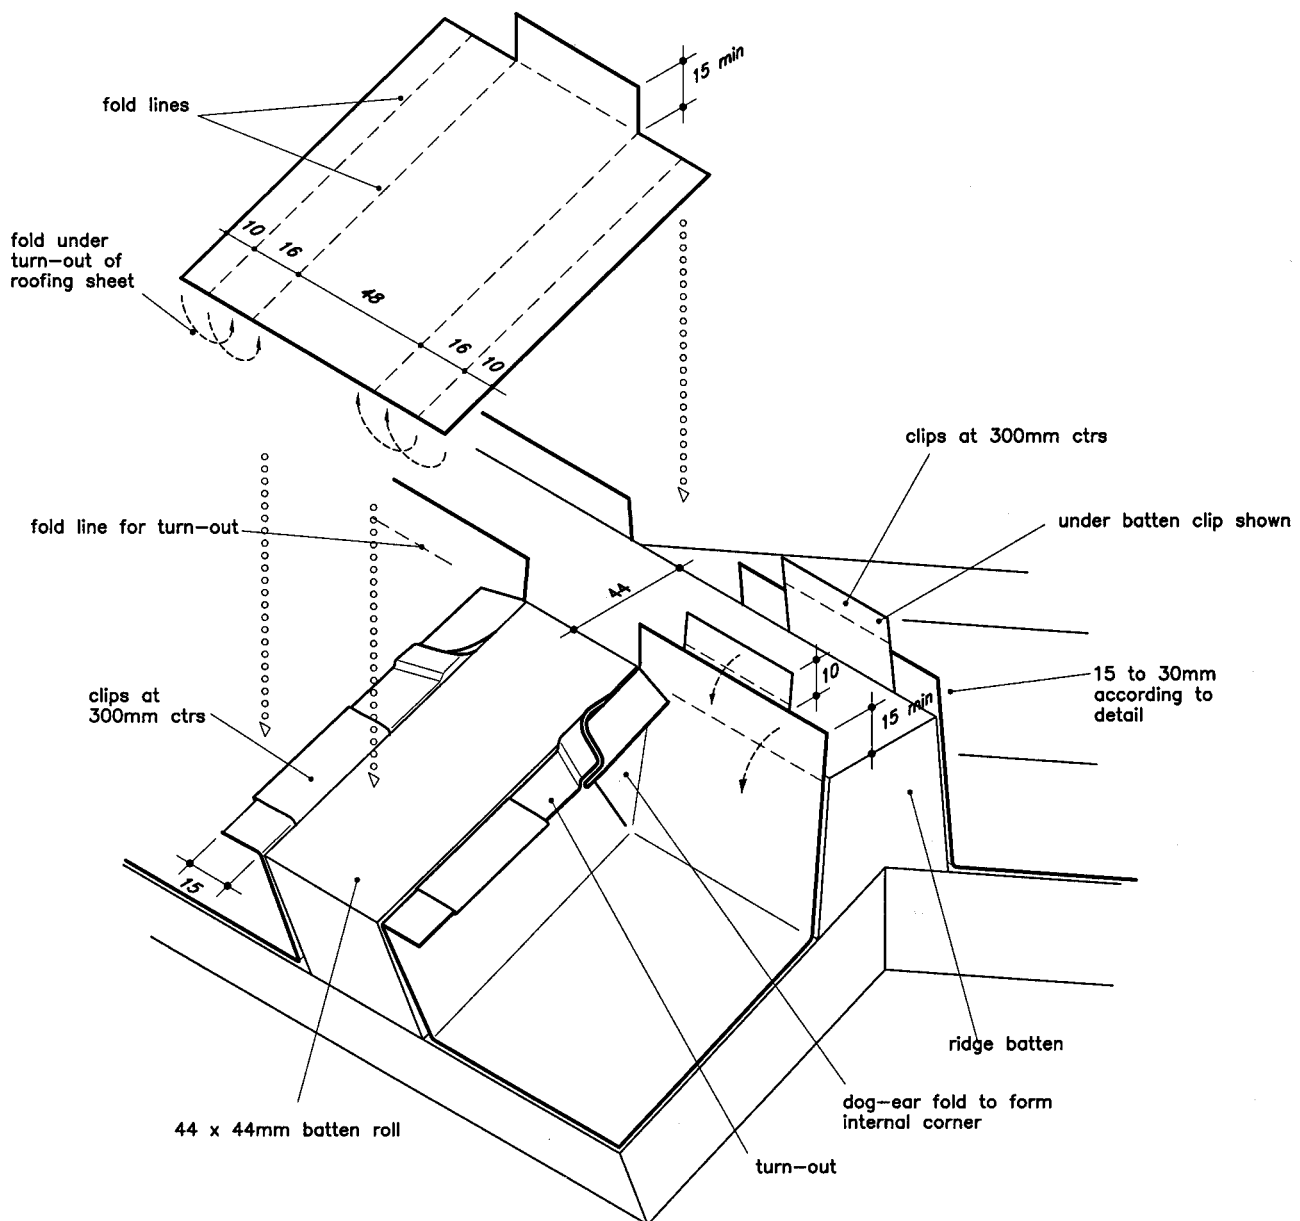 15 min
fold lines
fold under
turn-out of
roofing sheet
10
16
48
16
10
clips at 300mm ctrs
under batten clip shown
fold line for turn-out
44
10
15 min
15 to 30mm
according to
detail
clips at
300mm ctrs
15
ridge batten
dog-ear fold to form
internal corner
44 x 44mm batten roll
turn-out